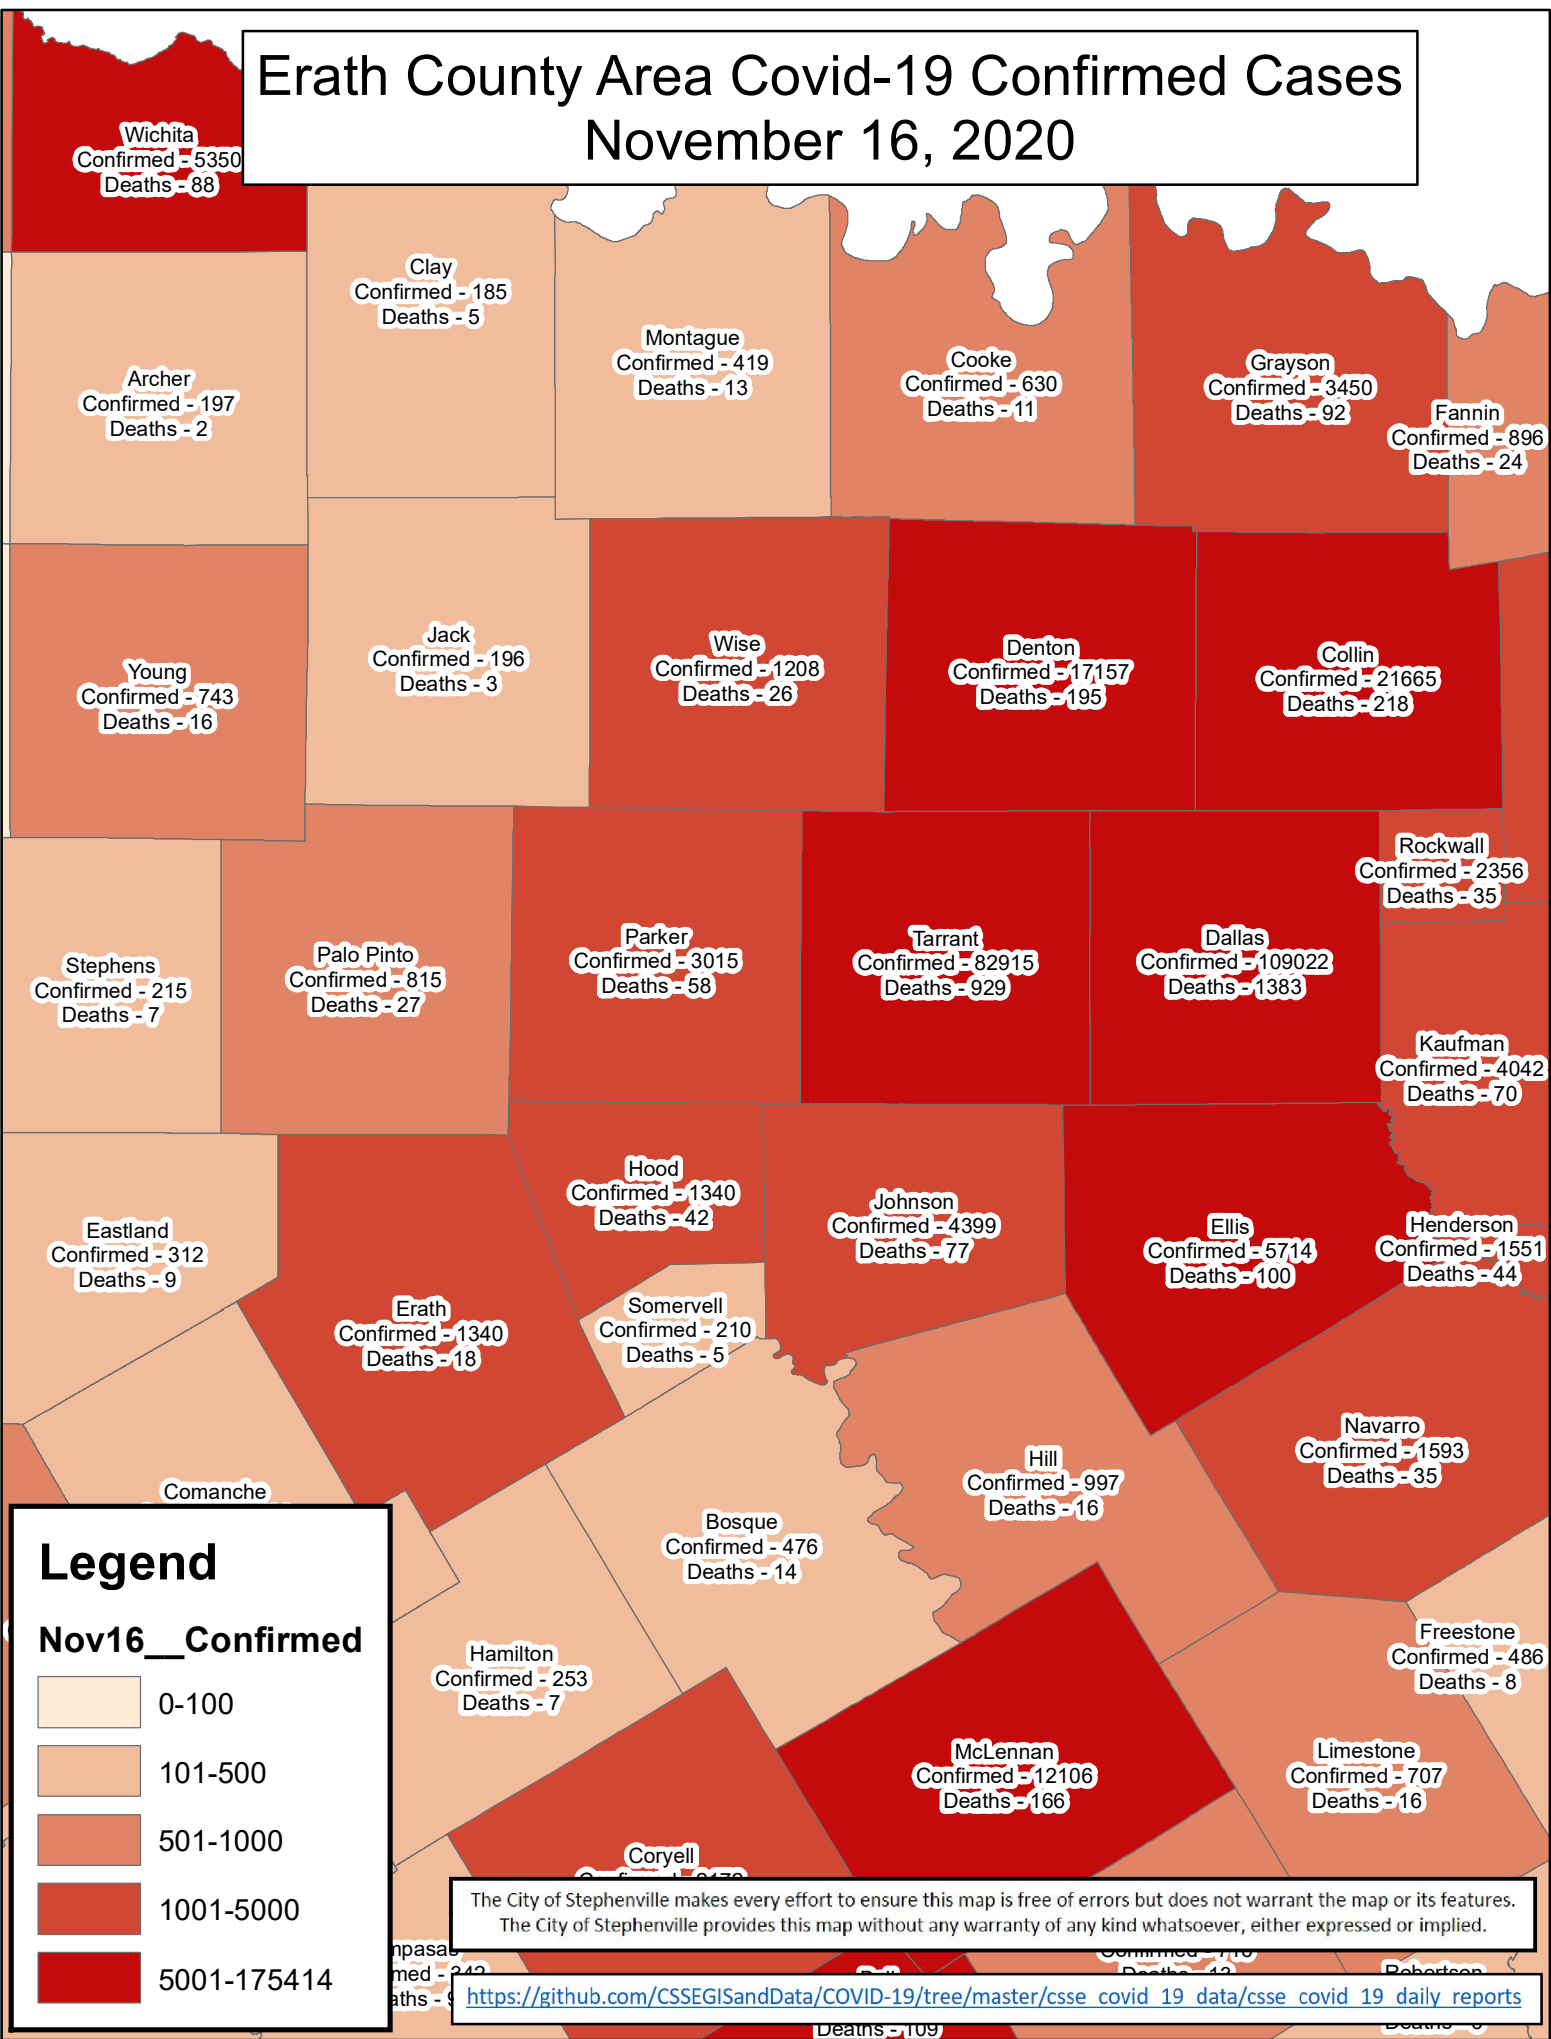 Erath County Area Covid-19 Confirmed Cases
November 16, 2020
Wichita
Confirmed - 5350
Deaths - 88
Clay
Confirmed - 185
Deaths - 5
Montague
Confirmed - 419
Deaths - 13
Cooke
Confirmed - 630
Deaths - 11
Grayson
Confirmed - 3450
Deaths - 92
Fannin
Confirmed - 896
Deaths - 24
Archer
Confirmed - 197
Deaths - 2
Young
Confirmed - 743
Deaths - 16
Jack
Confirmed - 196
Deaths - 3
Wise
Confirmed - 1208
Deaths - 26
Denton
Confirmed - 17157
Deaths - 195
Collin
Confirmed - 21665
Deaths - 218
Rockwall
Confirmed - 2356
Deaths - 35
Stephens
Confirmed - 215
Deaths - 7
Palo Pinto
Confirmed - 815
Deaths - 27
Parker
Confirmed - 3015
Deaths - 58
Tarrant
Confirmed - 82915
Deaths - 929
Dallas
Confirmed - 109022
Deaths - 1383
Kaufman
Confirmed - 4042
Deaths - 70
Eastland
Confirmed - 312
Deaths - 9
Hood
Confirmed - 1340
Deaths - 42
Johnson
Confirmed - 4399
Deaths - 77
Ellis
Confirmed - 5714
Deaths - 100
Henderson
Confirmed - 1551
Deaths - 44
Erath
Confirmed - 1340
Deaths - 18
Somervell
Confirmed - 210
Deaths - 5
Comanche
Bosque
Confirmed - 476
Deaths - 14
Hill
Confirmed - 997
Deaths - 16
Navarro
Confirmed - 1593
Deaths - 35
Hamilton
Confirmed - 253
Deaths - 7
Freestone
Confirmed - 486
Deaths - 8
McLennan
Confirmed - 12106
Deaths - 166
Limestone
Confirmed - 707
Deaths - 16
Coryell
Legend
Nov16__Confirmed
0-100
101-500
501-1000
1001-5000
5001-175414
The City of Stephenville makes every effort to ensure this map is free of errors but does not warrant the map or its features.
The City of Stephenville provides this map without any warranty of any kind whatsoever, either expressed or implied.
https://github.com/CSSEGISandData/COVID-19/tree/master/csse_covid_19_data/csse_covid_19_daily_reports
Deaths - 109